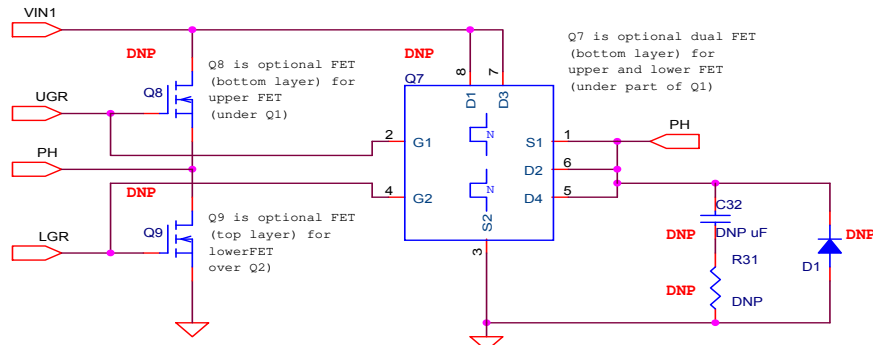 VIN1
DNP
Q8 is optional FET
(bottom layer) for
upper FET
(under Q1)
Q8
UGR
PH
DNP
Q9 is optional FET
(top layer) for
lowerFET
over Q2)
Q9
LGR
DNP
Q7
8
7
D1
D3
Q7 is optional dual FET
(bottom layer) for
upper and lower FET
(under part of Q1)
2
G1
N
S1
1
PH
D2
6
4
G2
N
D4
5
S2
3
C32
DNP
DNP uF
R31
DNP
DNP
DNP
D1